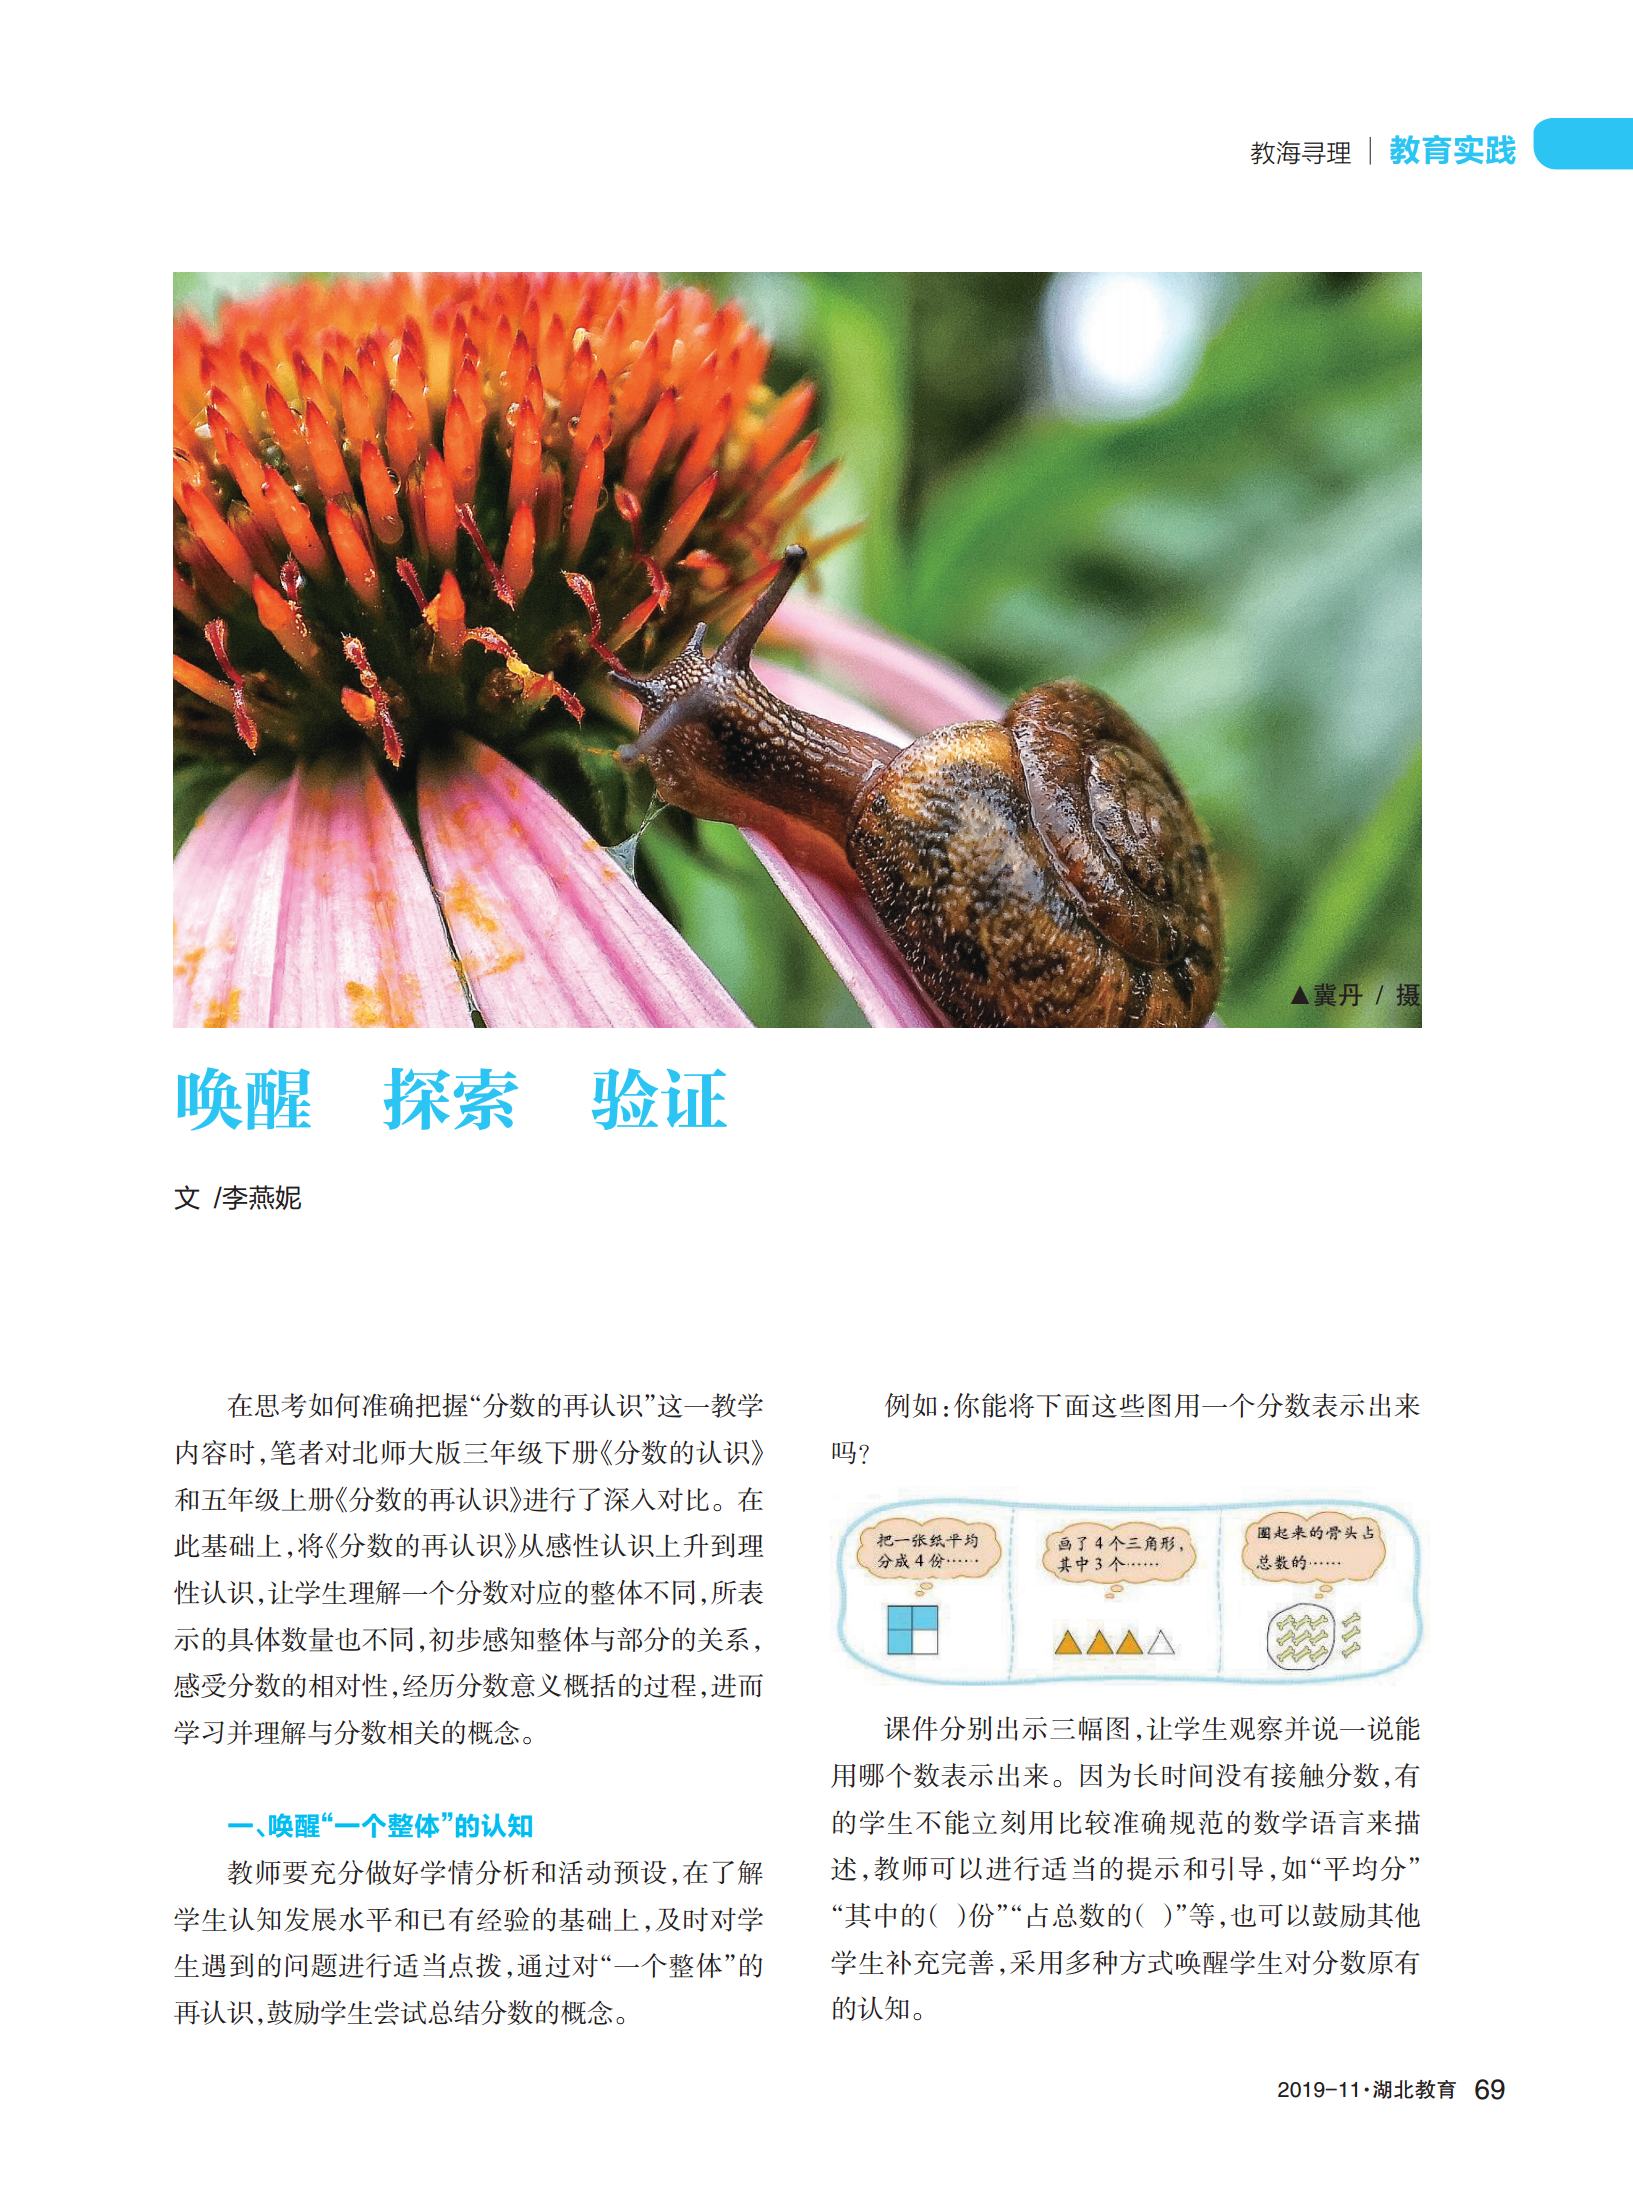 教海寻理 | 教育实践
▲冀丹 / 摄
唤醒 探索 验证
文 /李燕妮
在思考如何准确把握“分数的再认识”这一教学
内容时,笔者对北师大版三年级下册《分数的认识》
和五年级上册《分数的再认识》进行了深入对比。在
此基础上,将《分数的再认识》从感性认识上升到理
性认识,让学生理解一个分数对应的整体不同,所表
示的具体数量也不同,初步感知整体与部分的关系,
感受分数的相对性,经历分数意义概括的过程,进而
学习并理解与分数相关的概念。
一、唤醒“一个整体”的认知
教师要充分做好学情分析和活动预设,在了解
学生认知发展水平和已有经验的基础上,及时对学
生遇到的问题进行适当点拨,通过对“一个整体”的
再认识,鼓励学生尝试总结分数的概念。
例如:你能将下面这些图用一个分数表示出来
吗?
把一张纸平均
分成4份……
画了4个三角形,
其中3个……
圈起来的骨头占
总数的……
课件分别出示三幅图,让学生观察并说一说能
用哪个数表示出来。因为长时间没有接触分数,有
的学生不能立刻用比较准确规范的数学语言来描
述,教师可以进行适当的提示和引导,如“平均分”
“其中的( )份”“占总数的( )”等,也可以鼓励其他
学生补充完善,采用多种方式唤醒学生对分数原有
的认知。
2019-11·湖北教育 69